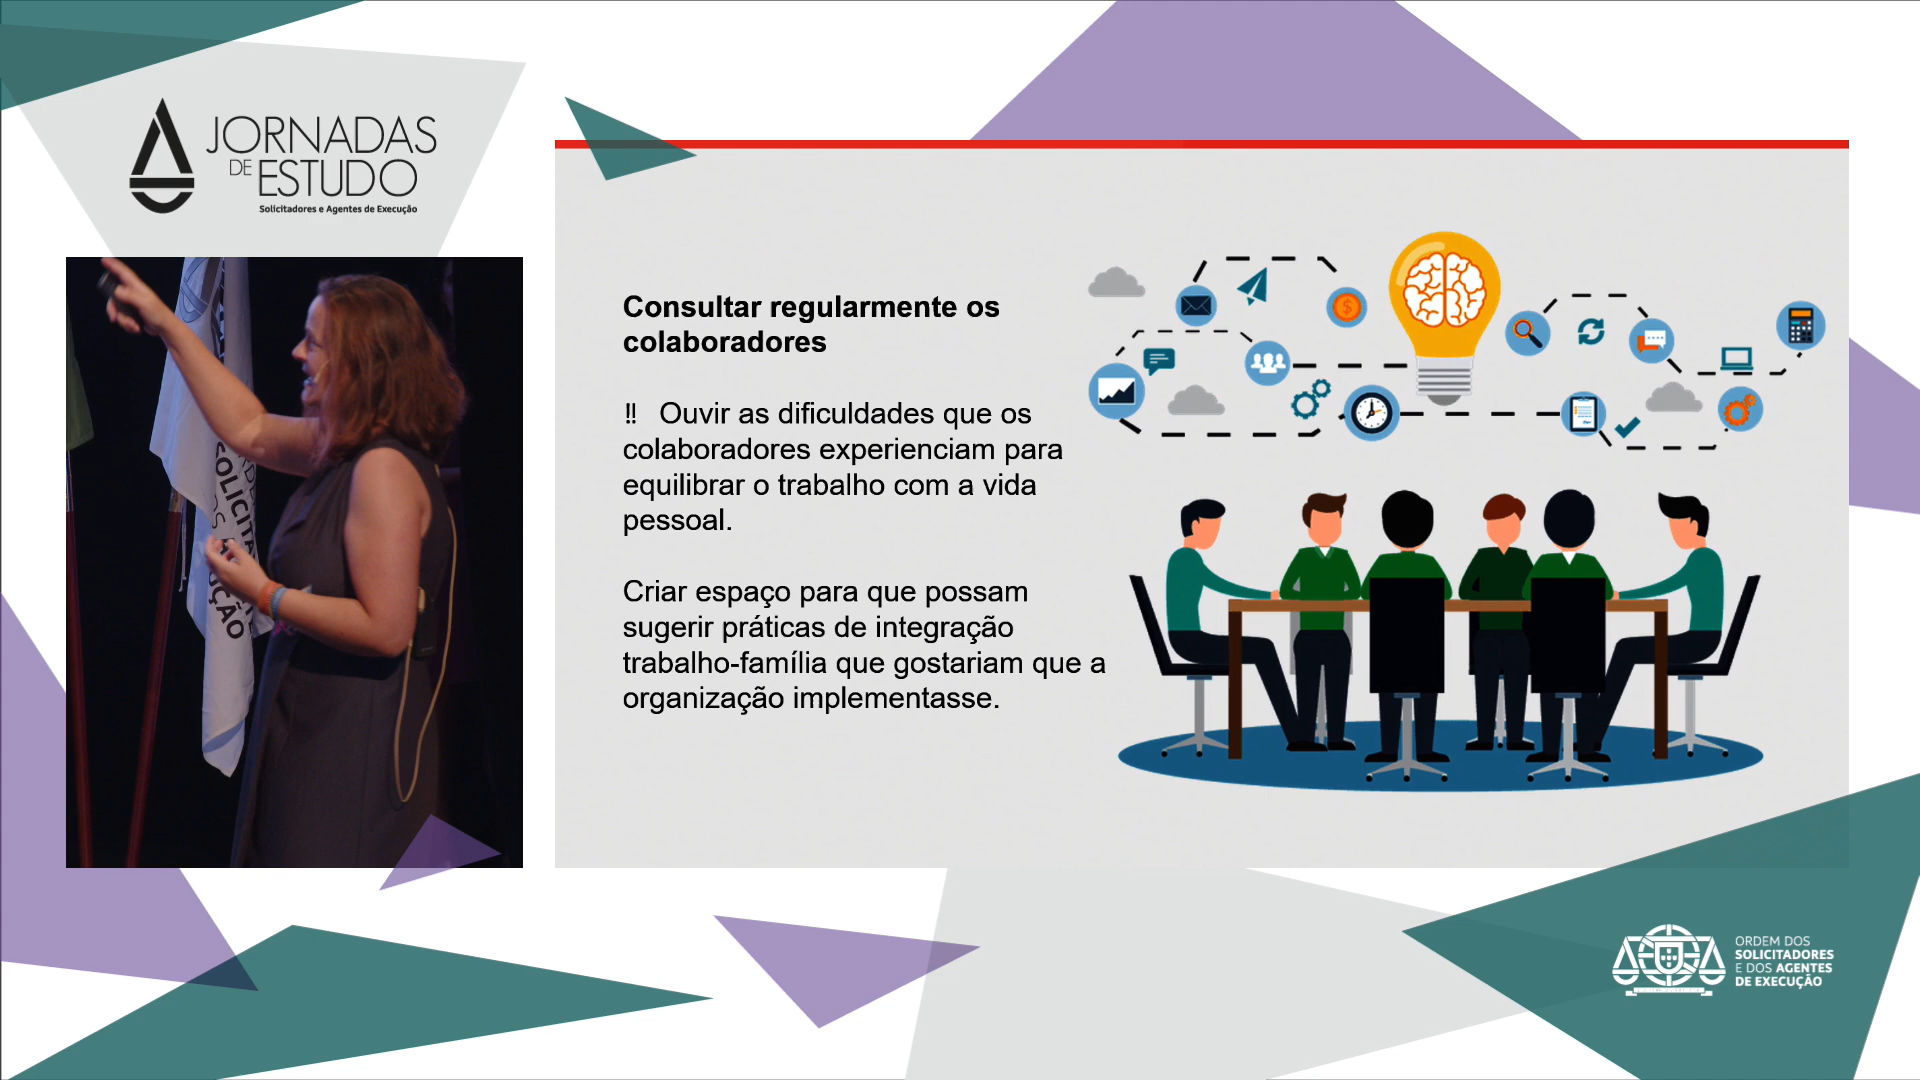 JORNADAS
DE ESTUDO
Solicitadores e Agentes de Execução
Consultar regularmente os
colaboradores
‼ Ouvir as dificuldades que os
colaboradores experienciam para
equilibrar o trabalho com a vida
pessoal.
Criar espaço para que possam
sugerir práticas de integração
trabalho-família que gostariam que a
organização implementasse.
ORDEM DOS
SOLICITADORES
E DOS AGENTES
DE EXECUÇÃO